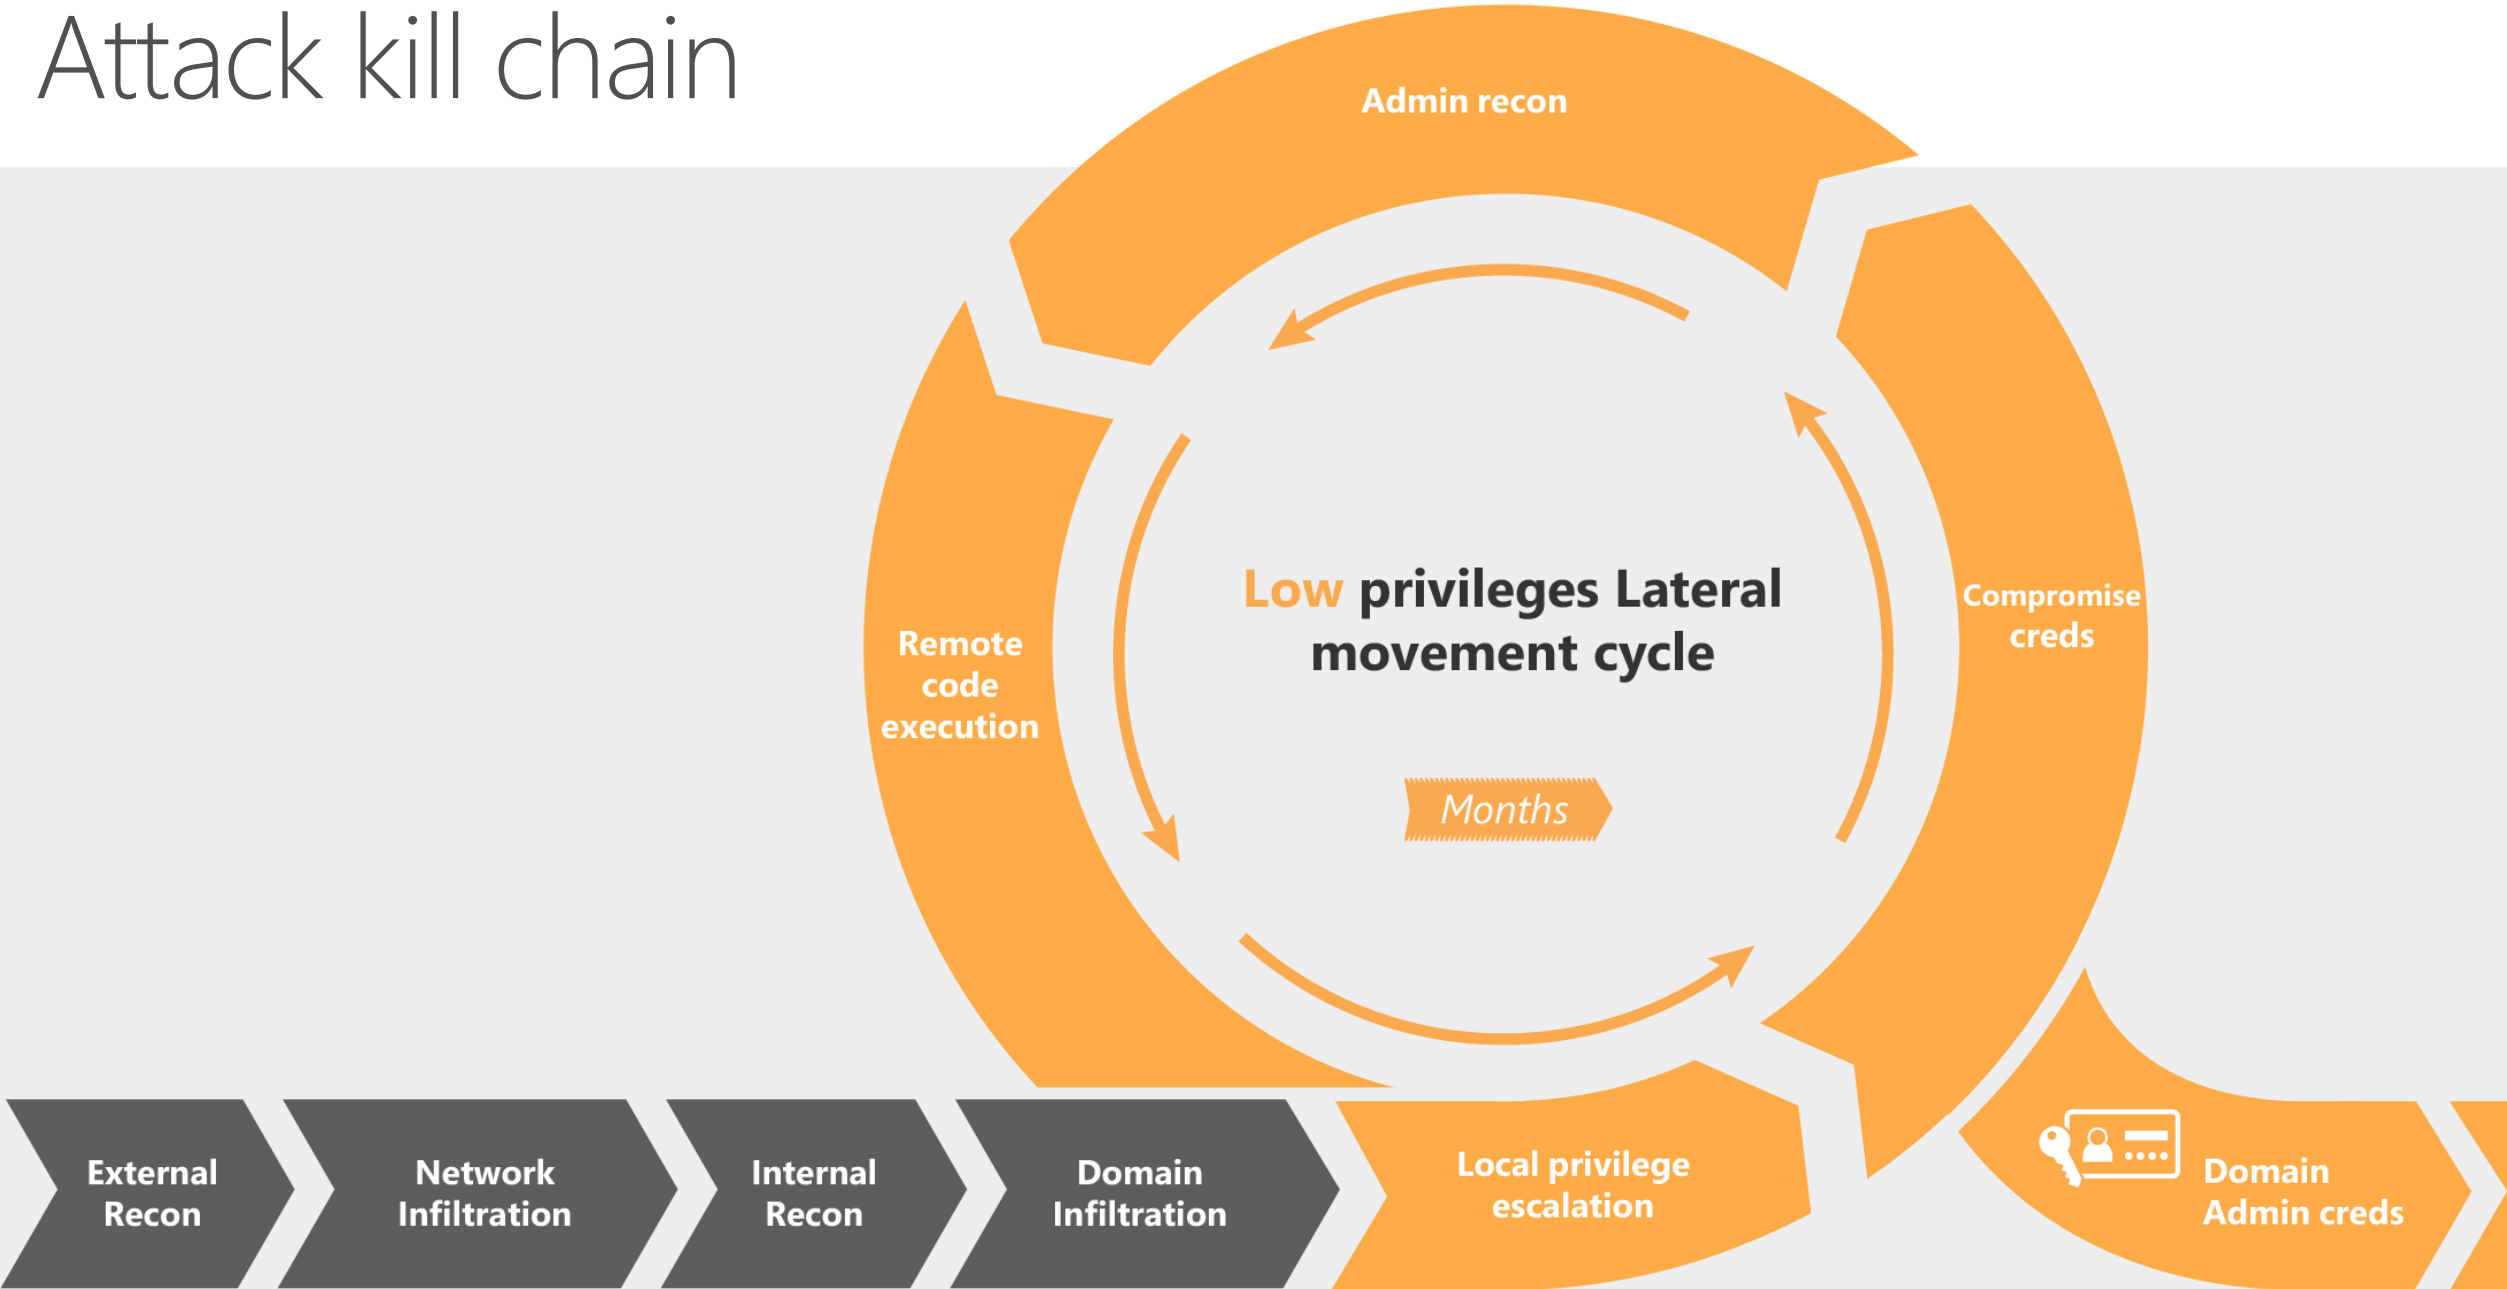 Attack kill chain
Admin recon
Compromise
creds
Low privileges Lateral
movement cycle
Remote
code
execution
Months
External
Recon
Network
Infiltration
Internal
Recon
Domain
Infiltration
Local privilege
escalation
Domain
Admin creds